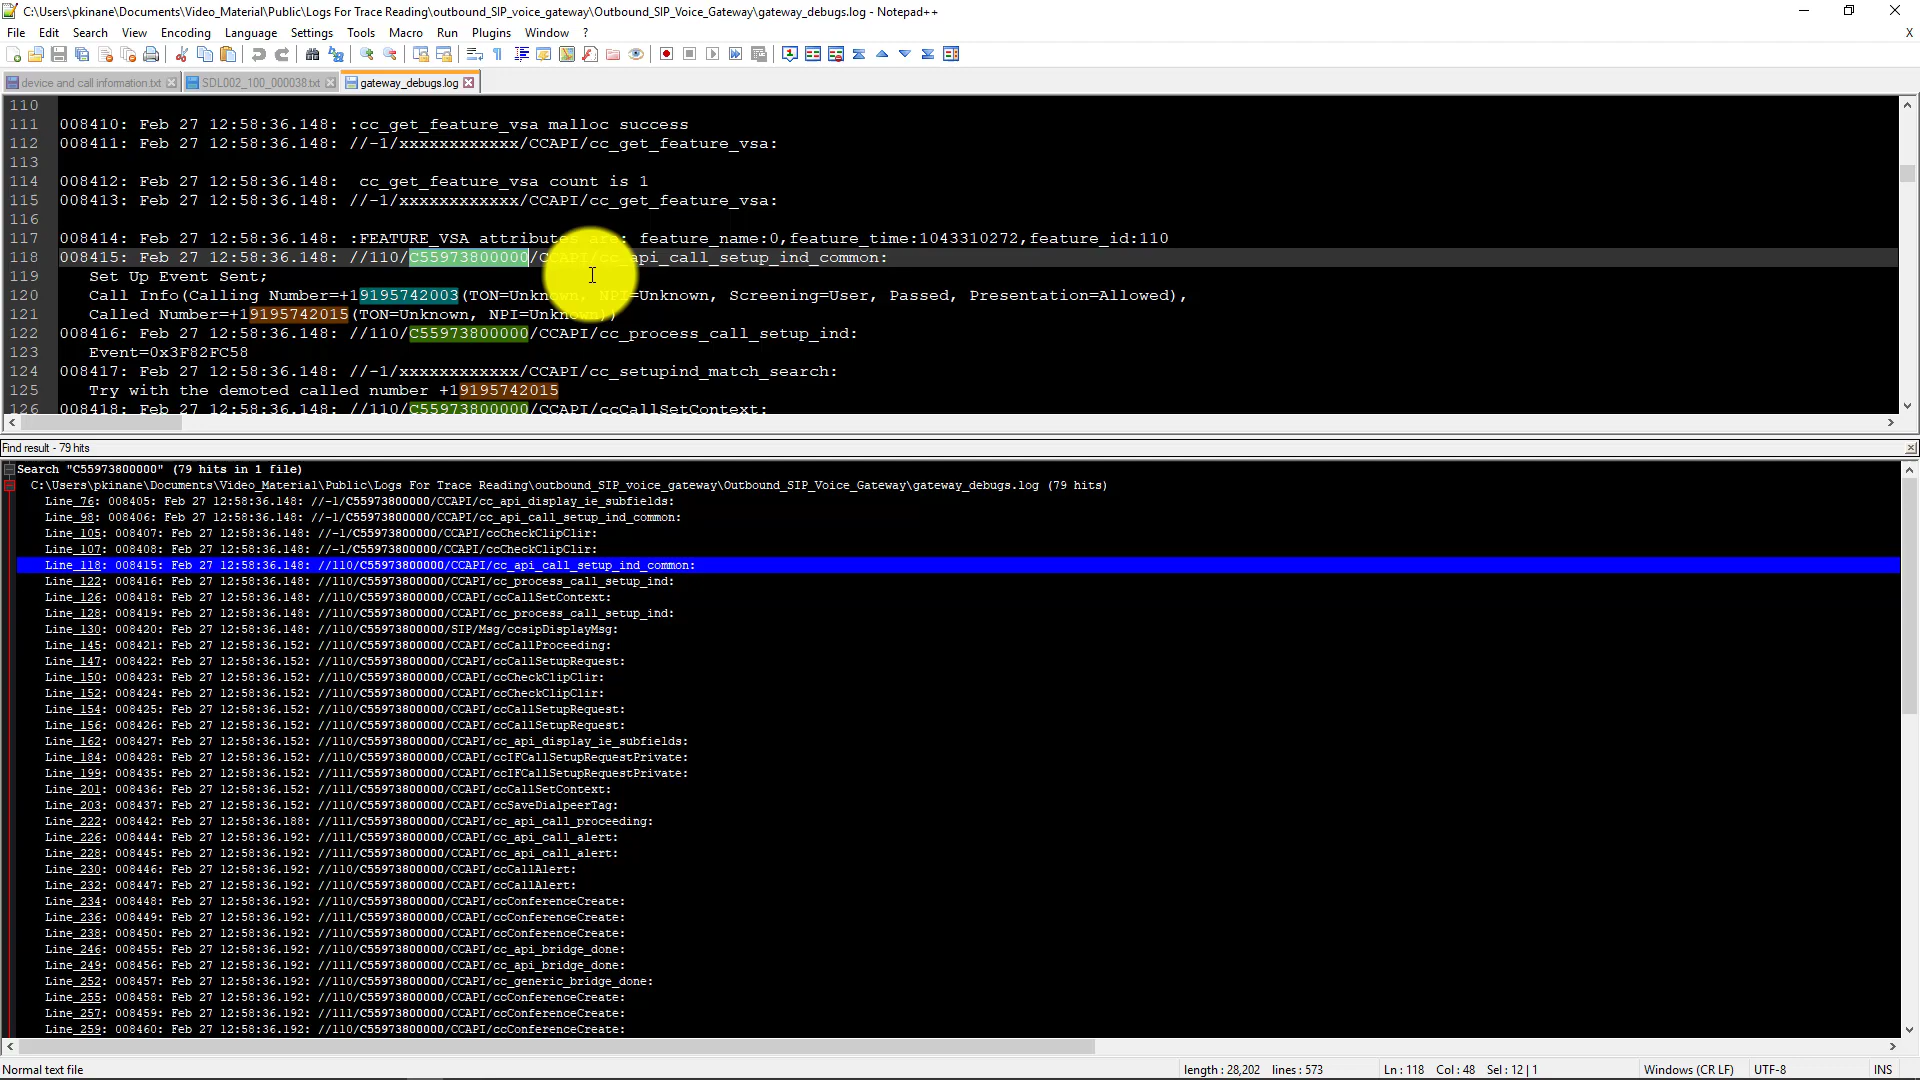 C:\Users\pkinane\Documents\Video_Material\Public\Logs For Trace Reading\outbound_SIP_voice_gateway\Outbound_SIP_Voice_Gateway\gateway_debugs.log - Notepad++
File Edit Search View Encoding Language Settings Tools Macro Run Plugins Window ? X
device and call information.txt SDL002_100_000038.txt gateway_debugs.log
110
111 008410: Feb 27 12:58:36.148: :cc_get_feature_vsa malloc success
112 008411: Feb 27 12:58:36.148: //-1/xxxxxxxxxxxx/CCAPI/cc_get_feature_vsa:
113
114 008412: Feb 27 12:58:36.148:  cc_get_feature_vsa count is 1
115 008413: Feb 27 12:58:36.148: //-1/xxxxxxxxxxxx/CCAPI/cc_get_feature_vsa:
116
117 008414: Feb 27 12:58:36.148: :FEATURE_VSA attributes are: feature_name:0,feature_time:1043310272,feature_id:110
118 008415: Feb 27 12:58:36.148: //110/C55973800000/CCAPI/cc_api_call_setup_ind_common:
119    Set Up Event Sent;
120    Call Info(Calling Number=+19195742003(TON=Unknown, NPI=Unknown, Screening=User, Passed, Presentation=Allowed),
121    Called Number=+19195742015(TON=Unknown, NPI=Unknown))
122 008416: Feb 27 12:58:36.148: //110/C55973800000/CCAPI/cc_process_call_setup_ind:
123    Event=0x3F82FC58
124 008417: Feb 27 12:58:36.148: //-1/xxxxxxxxxxxx/CCAPI/cc_setupind_match_search:
125    Try with the demoted called number +19195742015
126 008418: Feb 27 12:58:36.148: //110/C55973800000/CCAPI/ccCallSetContext:
Find result - 79 hits
Search "C55973800000" (79 hits in 1 file)
C:\Users\pkinane\Documents\Video_Material\Public\Logs For Trace Reading\outbound_SIP_voice_gateway\Outbound_SIP_Voice_Gateway\gateway_debugs.log (79 hits)
Line 76: 008405: Feb 27 12:58:36.148: //-1/C55973800000/CCAPI/cc_api_display_ie_subfields:
Line 98: 008406: Feb 27 12:58:36.148: //-1/C55973800000/CCAPI/cc_api_call_setup_ind_common:
Line 105: 008407: Feb 27 12:58:36.148: //-1/C55973800000/CCAPI/ccCheckClipClir:
Line 107: 008408: Feb 27 12:58:36.148: //-1/C55973800000/CCAPI/ccCheckClipClir:
Line 118: 008415: Feb 27 12:58:36.148: //110/C55973800000/CCAPI/cc_api_call_setup_ind_common:
Line 122: 008416: Feb 27 12:58:36.148: //110/C55973800000/CCAPI/cc_process_call_setup_ind:
Line 126: 008418: Feb 27 12:58:36.148: //110/C55973800000/CCAPI/ccCallSetContext:
Line 128: 008419: Feb 27 12:58:36.148: //110/C55973800000/CCAPI/cc_process_call_setup_ind:
Line 130: 008420: Feb 27 12:58:36.148: //110/C55973800000/SIP/Msg/ccsipDisplayMsg:
Line 145: 008421: Feb 27 12:58:36.152: //110/C55973800000/CCAPI/ccCallProceeding:
Line 147: 008422: Feb 27 12:58:36.152: //110/C55973800000/CCAPI/ccCallSetupRequest:
Line 150: 008423: Feb 27 12:58:36.152: //110/C55973800000/CCAPI/ccCheckClipClir:
Line 152: 008424: Feb 27 12:58:36.152: //110/C55973800000/CCAPI/ccCheckClipClir:
Line 154: 008425: Feb 27 12:58:36.152: //110/C55973800000/CCAPI/ccCallSetupRequest:
Line 156: 008426: Feb 27 12:58:36.152: //110/C55973800000/CCAPI/ccCallSetupRequest:
Line 162: 008427: Feb 27 12:58:36.152: //110/C55973800000/CCAPI/cc_api_display_ie_subfields:
Line 184: 008428: Feb 27 12:58:36.152: //110/C55973800000/CCAPI/ccIFCallSetupRequestPrivate:
Line 199: 008435: Feb 27 12:58:36.152: //111/C55973800000/CCAPI/ccIFCallSetupRequestPrivate:
Line 201: 008436: Feb 27 12:58:36.152: //111/C55973800000/CCAPI/ccCallSetContext:
Line 203: 008437: Feb 27 12:58:36.152: //110/C55973800000/CCAPI/ccSaveDialpeerTag:
Line 222: 008442: Feb 27 12:58:36.188: //111/C55973800000/CCAPI/cc_api_call_proceeding:
Line 226: 008444: Feb 27 12:58:36.192: //111/C55973800000/CCAPI/cc_api_call_alert:
Line 228: 008445: Feb 27 12:58:36.192: //111/C55973800000/CCAPI/cc_api_call_alert:
Line 230: 008446: Feb 27 12:58:36.192: //110/C55973800000/CCAPI/ccCallAlert:
Line 232: 008447: Feb 27 12:58:36.192: //110/C55973800000/CCAPI/ccCallAlert:
Line 234: 008448: Feb 27 12:58:36.192: //110/C55973800000/CCAPI/ccConferenceCreate:
Line 236: 008449: Feb 27 12:58:36.192: //111/C55973800000/CCAPI/ccConferenceCreate:
Line 238: 008450: Feb 27 12:58:36.192: //110/C55973800000/CCAPI/ccConferenceCreate:
Line 246: 008455: Feb 27 12:58:36.192: //110/C55973800000/CCAPI/cc_api_bridge_done:
Line 249: 008456: Feb 27 12:58:36.192: //111/C55973800000/CCAPI/cc_api_bridge_done:
Line 252: 008457: Feb 27 12:58:36.192: //110/C55973800000/CCAPI/cc_generic_bridge_done:
Line 255: 008458: Feb 27 12:58:36.192: //110/C55973800000/CCAPI/ccConferenceCreate:
Line 257: 008459: Feb 27 12:58:36.192: //111/C55973800000/CCAPI/ccConferenceCreate:
Line 259: 008460: Feb 27 12:58:36.192: //110/C55973800000/CCAPI/ccConferenceCreate:
Normal text file length : 28,202 lines : 573 Ln : 118 Col : 48 Sel : 12 | 1 Windows (CR LF) UTF-8 INS